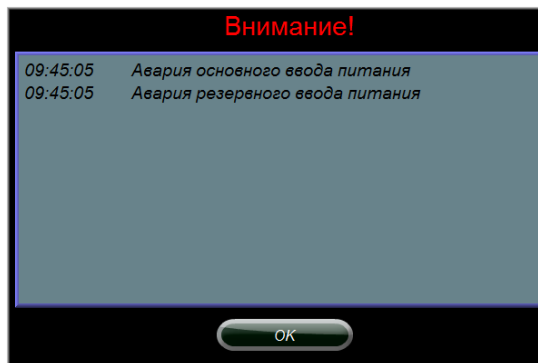 Внимание!
09:45:05 Авария основного ввода питания
09:45:05 Авария резервного ввода питания
OK